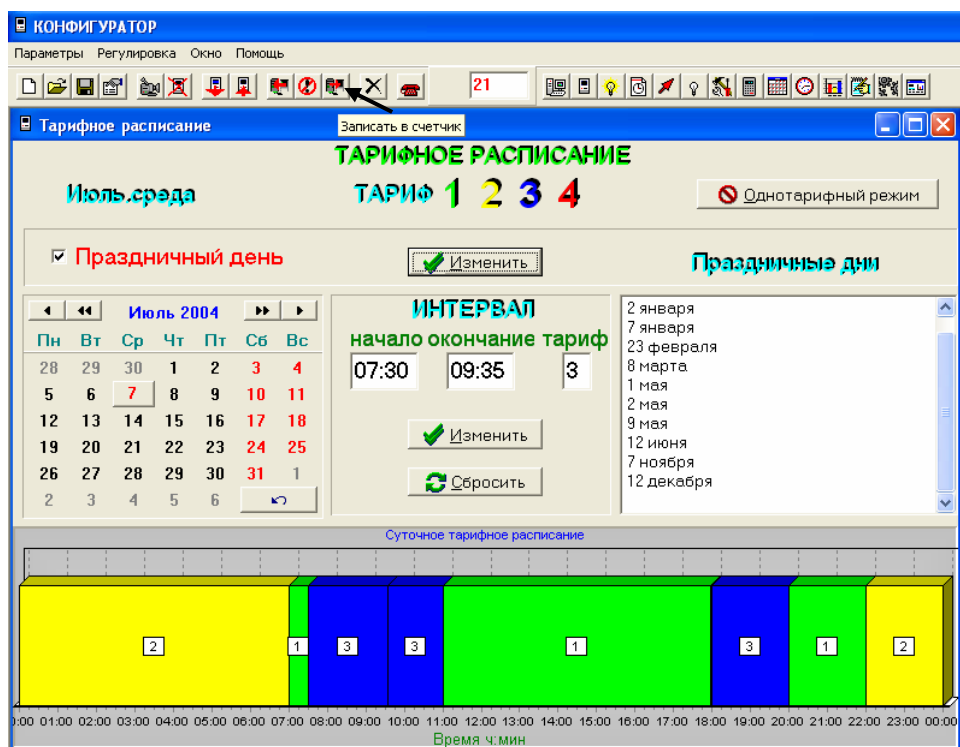 КОНФИГУРАТОР
Параметры Регулировка Окно Помощь
21
Записать в счетчик
Тарифное расписание
ТАРИФНОЕ РАСПИСАНИЕ
Июль.среда
ТАРИФ 1 2 3 4
Однотарифный режим
Праздничный день
Изменить
Праздничные дни
Июль 2004
Пн Вт Ср Чт Пт Сб Вс
28 29 30 1 2 3 4
5 6 7 8 9 10 11
12 13 14 15 16 17 18
19 20 21 22 23 24 25
26 27 28 29 30 31 1
2 3 4 5 6
ИНТЕРВАЛ
начало окончание тариф
07:30 09:35 3
Изменить
Сбросить
2 января
7 января
23 февраля
8 марта
1 мая
2 мая
9 мая
12 июня
7 ноября
12 декабря
Суточное тарифное расписание
2 1 3 3 1 3 1 2
:00 01:00 02:00 03:00 04:00 05:00 06:00 07:00 08:00 09:00 10:00 11:00 12:00 13:00 14:00 15:00 16:00 17:00 18:00 19:00 20:00 21:00 22:00 23:00 00:00
Время ч:мин